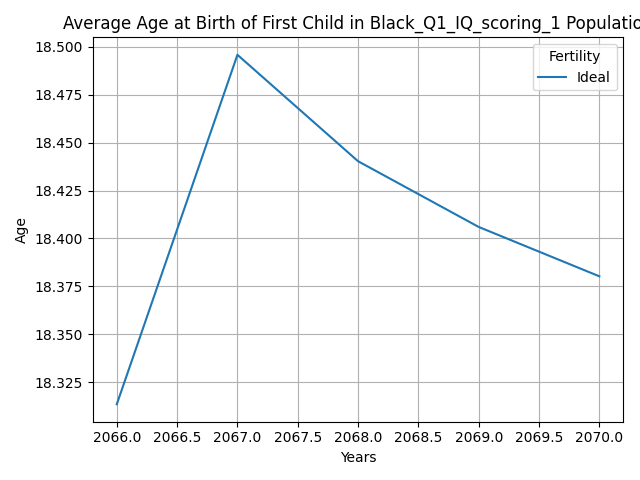 Average Age at Birth of First Child in Black_Q1_IQ_scoring_1 Populatio
18.500
18.475
18.450
18.425
18.400
18.375
18.350
18.325
Age
Fertility
Ideal
2066.0 2066.5 2067.0 2067.5 2068.0 2068.5 2069.0 2069.5 2070.0
Years